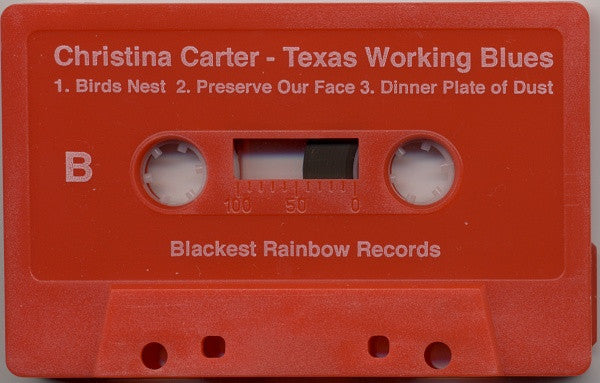 Christina Carter - Texas Working Blues
1. Birds Nest 2. Preserve Our Face 3. Dinner Plate of Dust
B
100 50 0
Blackest Rainbow Records